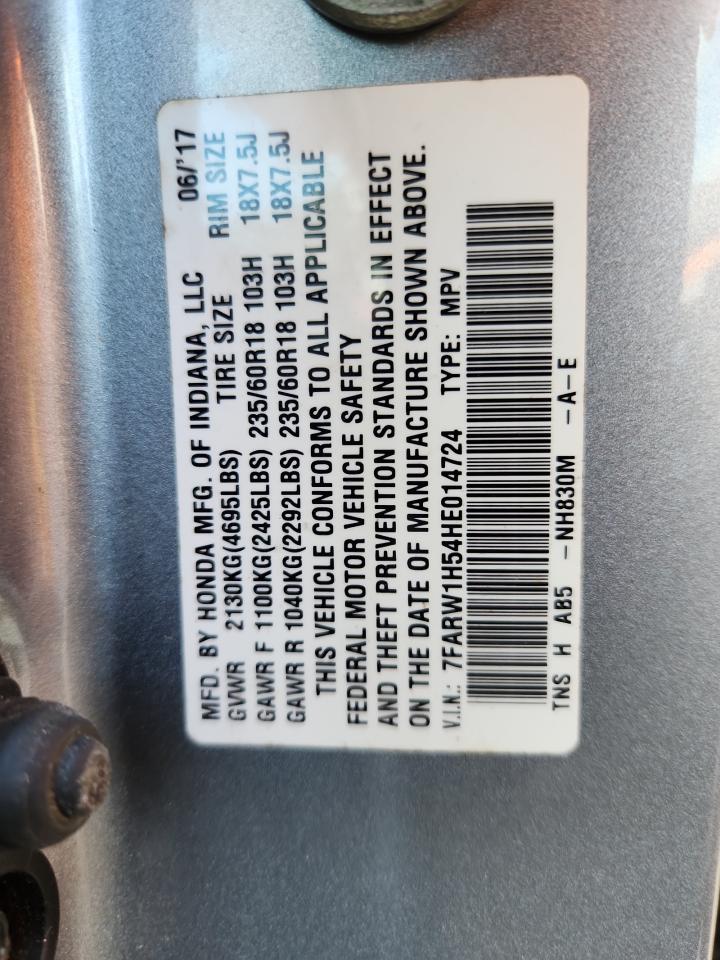 MFD. BY HONDA MFG. OF INDIANA, LLC 06/'17
GVWR 2130KG(4695LBS) TIRE SIZE RIM SIZE
GAWR F 1100KG(2425LBS) 235/60R18 103H 18X7.5J
GAWR R 1040KG(2292LBS) 235/60R18 103H 18X7.5J
THIS VEHICLE CONFORMS TO ALL APPLICABLE
FEDERAL MOTOR VEHICLE SAFETY
AND THEFT PREVENTION STANDARDS IN EFFECT
ON THE DATE OF MANUFACTURE SHOWN ABOVE.
V.I.N.: 7FARW1H54HE014724 TYPE: MPV
TNS H AB5 -NH830M -A-E